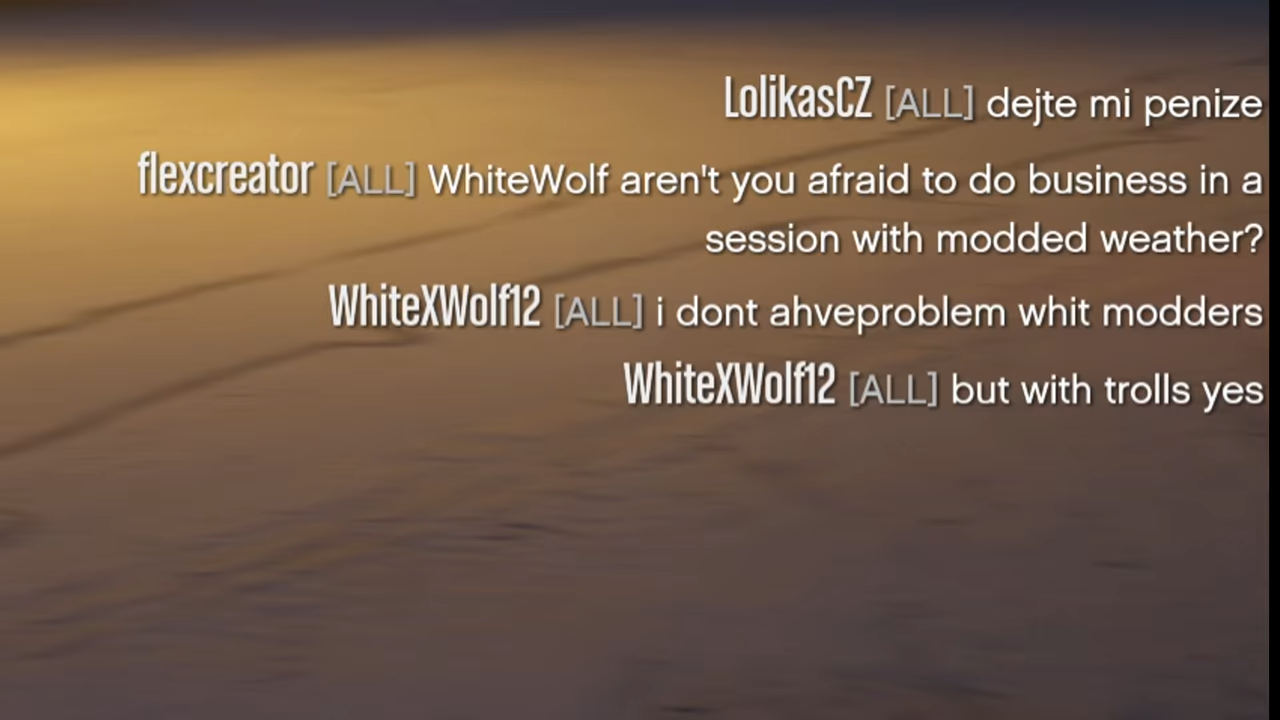 LolikasCZ [ALL] dejte mi penize
flexcreator [ALL] WhiteWolf aren't you afraid to do business in a
session with modded weather?
WhiteXWolf12 [ALL] i dont ahveproblem whit modders
WhiteXWolf12 [ALL] but with trolls yes